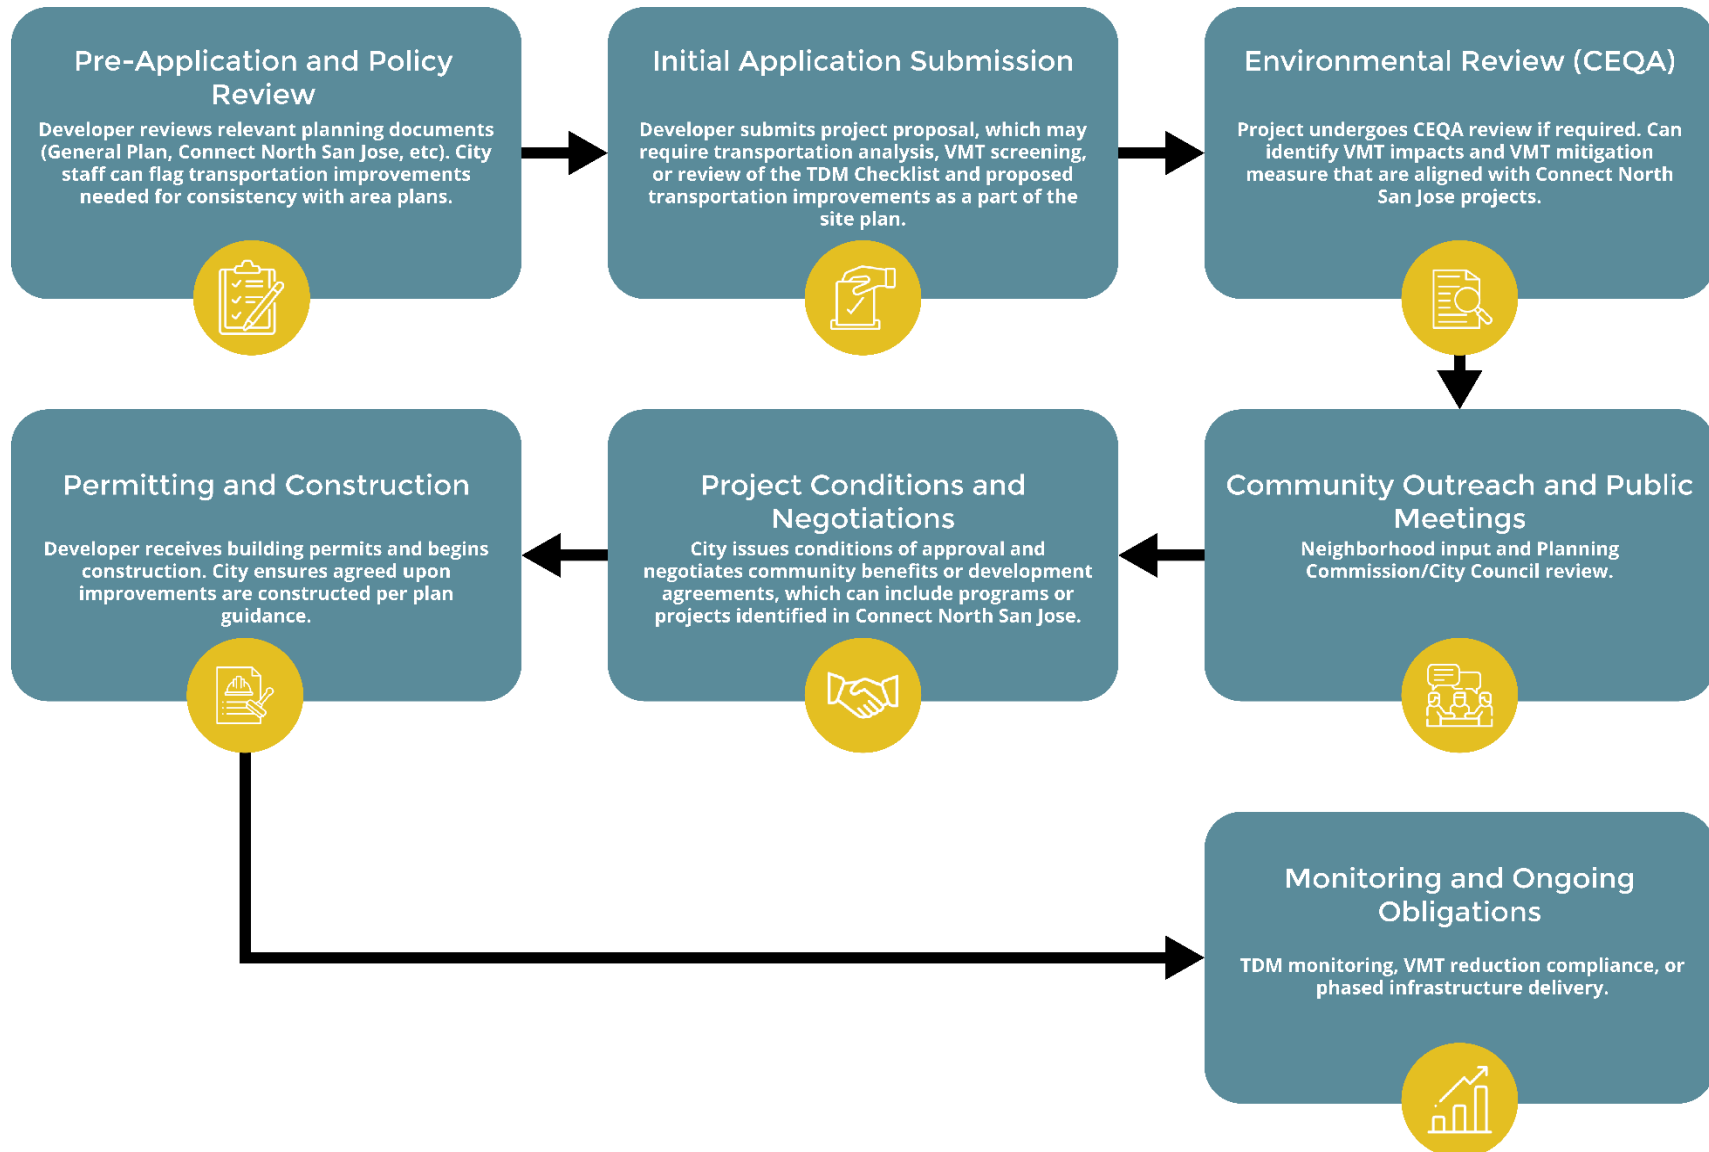 Pre-Application and Policy
Review
Developer reviews relevant planning documents
(General Plan, Connect North San Jose, etc). City
staff can flag transportation improvements
needed for consistency with area plans.
Initial Application Submission
Developer submits project proposal, which may
require transportation analysis, VMT screening,
or review of the TDM Checklist and proposed
transportation improvements as a part of the
site plan.
Environmental Review (CEQA)
Project undergoes CEQA review if required. Can
identify VMT impacts and VMT mitigation
measure that are aligned with Connect North
San Jose projects.
Community Outreach and Public
Meetings
Neighborhood input and Planning
Commission/City Council review.
Project Conditions and
Negotiations
City issues conditions of approval and
negotiates community benefits or development
agreements, which can include programs or
projects identified in Connect North San Jose.
Permitting and Construction
Developer receives building permits and begins
construction. City ensures agreed upon
improvements are constructed per plan
guidance.
Monitoring and Ongoing
Obligations
TDM monitoring, VMT reduction compliance, or
phased infrastructure delivery.